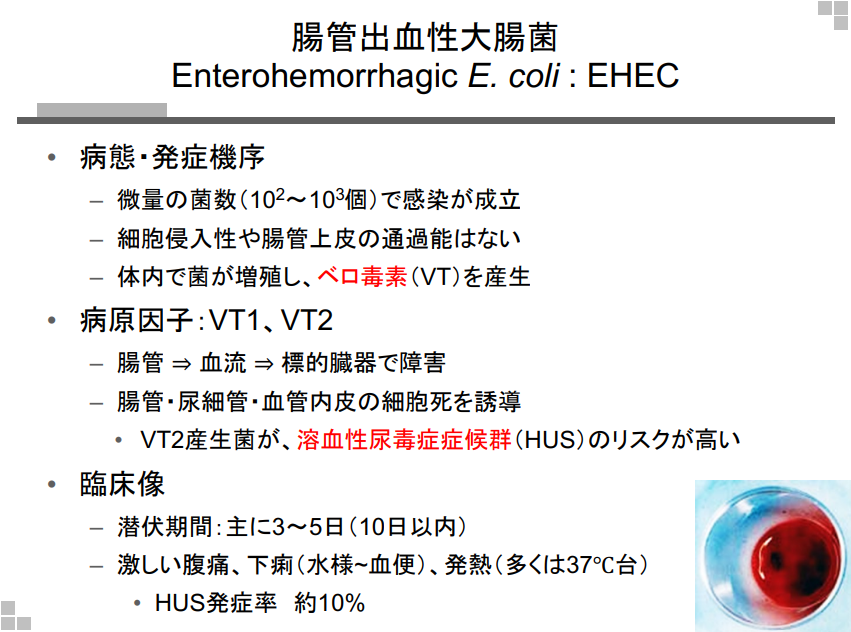 腸管出血性大腸菌
Enterohemorrhagic E. coli : EHEC
• 病態・発症機序
– 微量の菌数（10²～10³個）で感染が成立
– 細胞侵入性や腸管上皮の通過能はない
– 体内で菌が増殖し、ベロ毒素（VT）を産生
• 病原因子：VT1、VT2
– 腸管 ⇒ 血流 ⇒ 標的臓器で障害
– 腸管・尿細管・血管内皮の細胞死を誘導
• VT2産生菌が、溶血性尿毒症症候群（HUS）のリスクが高い
• 臨床像
– 潜伏期間：主に3～5日（10日以内）
– 激しい腹痛、下痢（水様~血便）、発熱（多くは37℃台）
• HUS発症率　約10%